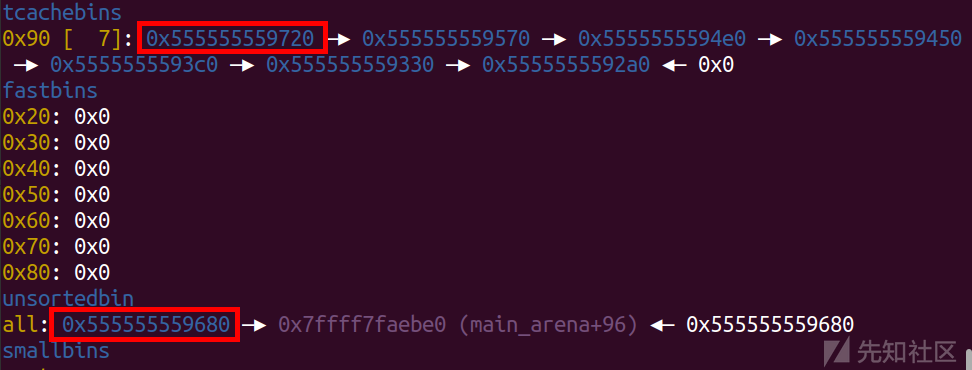 tcachebins
0x90 [  7]: 0x555555559720 —▸ 0x555555559570 —▸ 0x5555555594e0 —▸ 0x555555559450
 —▸ 0x5555555593c0 —▸ 0x555555559330 —▸ 0x5555555592a0 ◂— 0x0
fastbins
0x20: 0x0
0x30: 0x0
0x40: 0x0
0x50: 0x0
0x60: 0x0
0x70: 0x0
0x80: 0x0
unsortedbin
all: 0x555555559680 —▸ 0x7ffff7faebe0 (main_arena+96) ◂— 0x555555559680
smallbins
先知社区